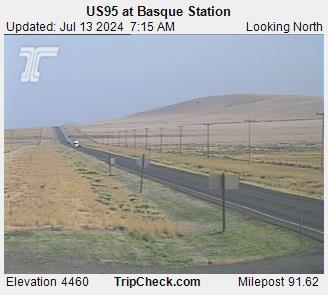 US95 at Basque Station
Updated: Jul 13 2024 7:15 AM Looking North
Elevation 4460 TripCheck.com Milepost 91.62